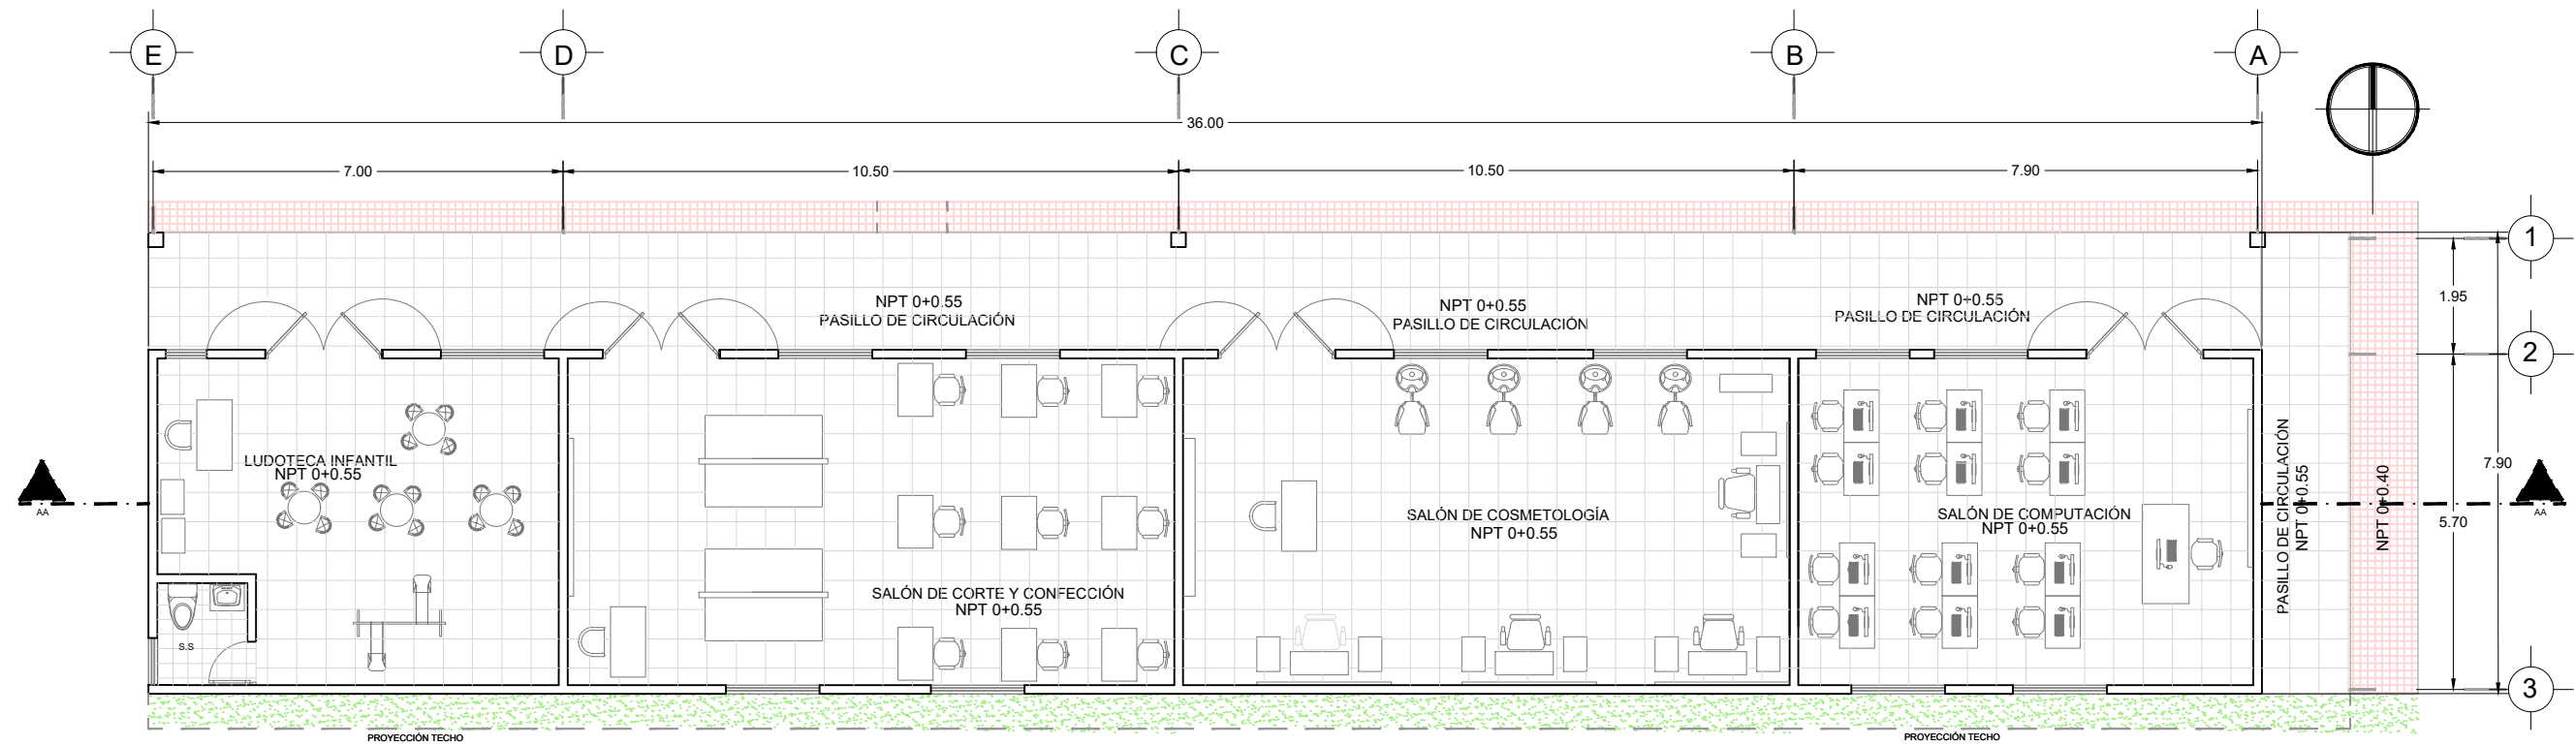 E
D
C
B
A
36.00
7.00
10.50
10.50
7.90
1
1.95
NPT 0+0.55
PASILLO DE CIRCULACIÓN
NPT 0+0.55
PASILLO DE CIRCULACIÓN
NPT 0+0.55
PASILLO DE CIRCULACIÓN
2
LUDOTECA INFANTIL
NPT 0+0.55
SALÓN DE CORTE Y CONFECCIÓN
NPT 0+0.55
SALÓN DE COSMETOLOGÍA
NPT 0+0.55
SALÓN DE COMPUTACIÓN
NPT 0+0.55
PASILLO DE CIRCULACIÓN
NPT 0+0.55
NPT 0+0.40
7.90
5.70
AA
AA
S.S
3
PROYECCIÓN TECHO
PROYECCIÓN TECHO